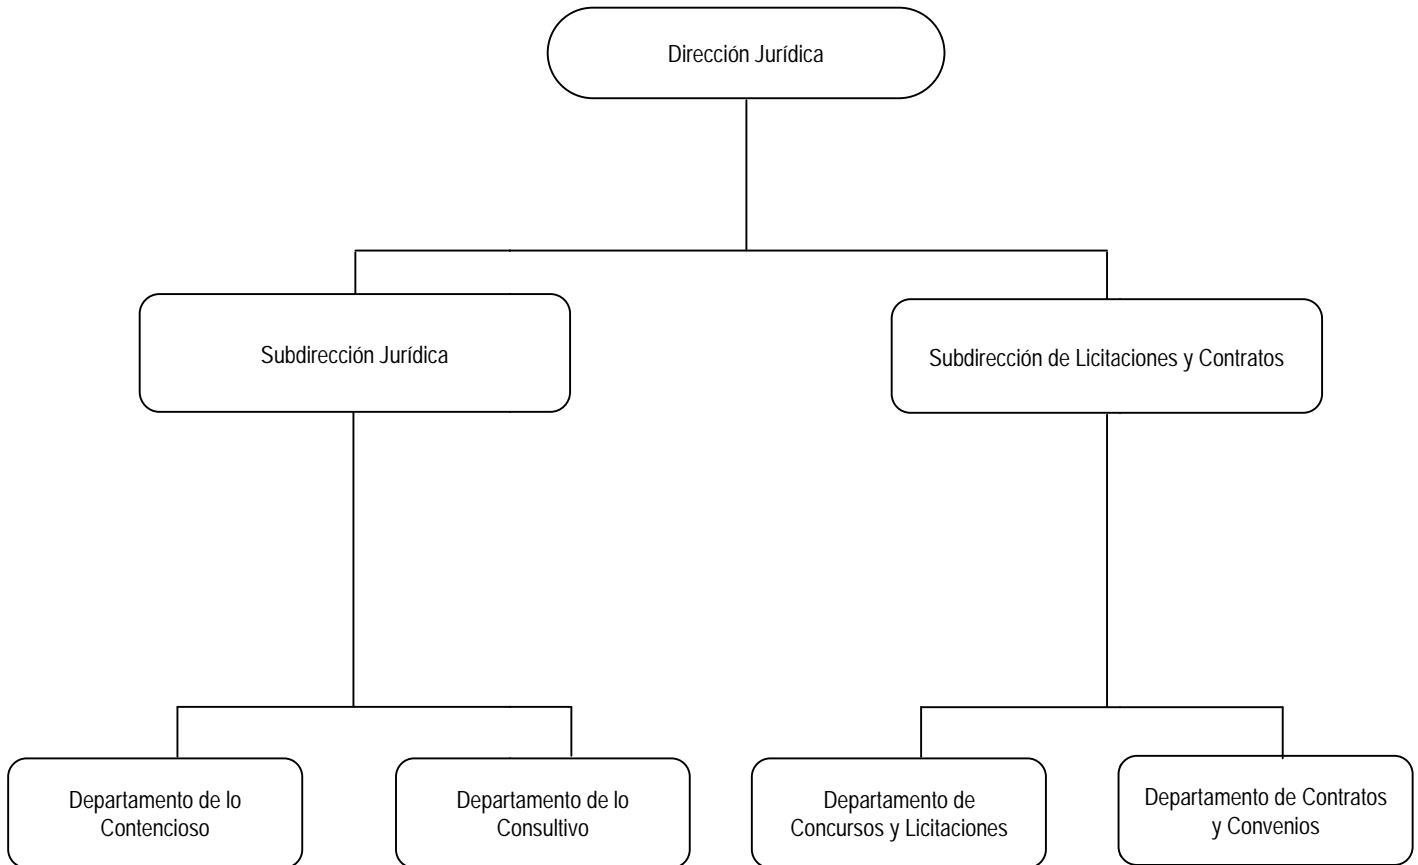 Dirección Jurídica
Subdirección Jurídica
Subdirección de Licitaciones y Contratos
Departamento de lo
Contencioso
Departamento de lo
Consultivo
Departamento de
Concursos y Licitaciones
Departamento de Contratos
y Convenios